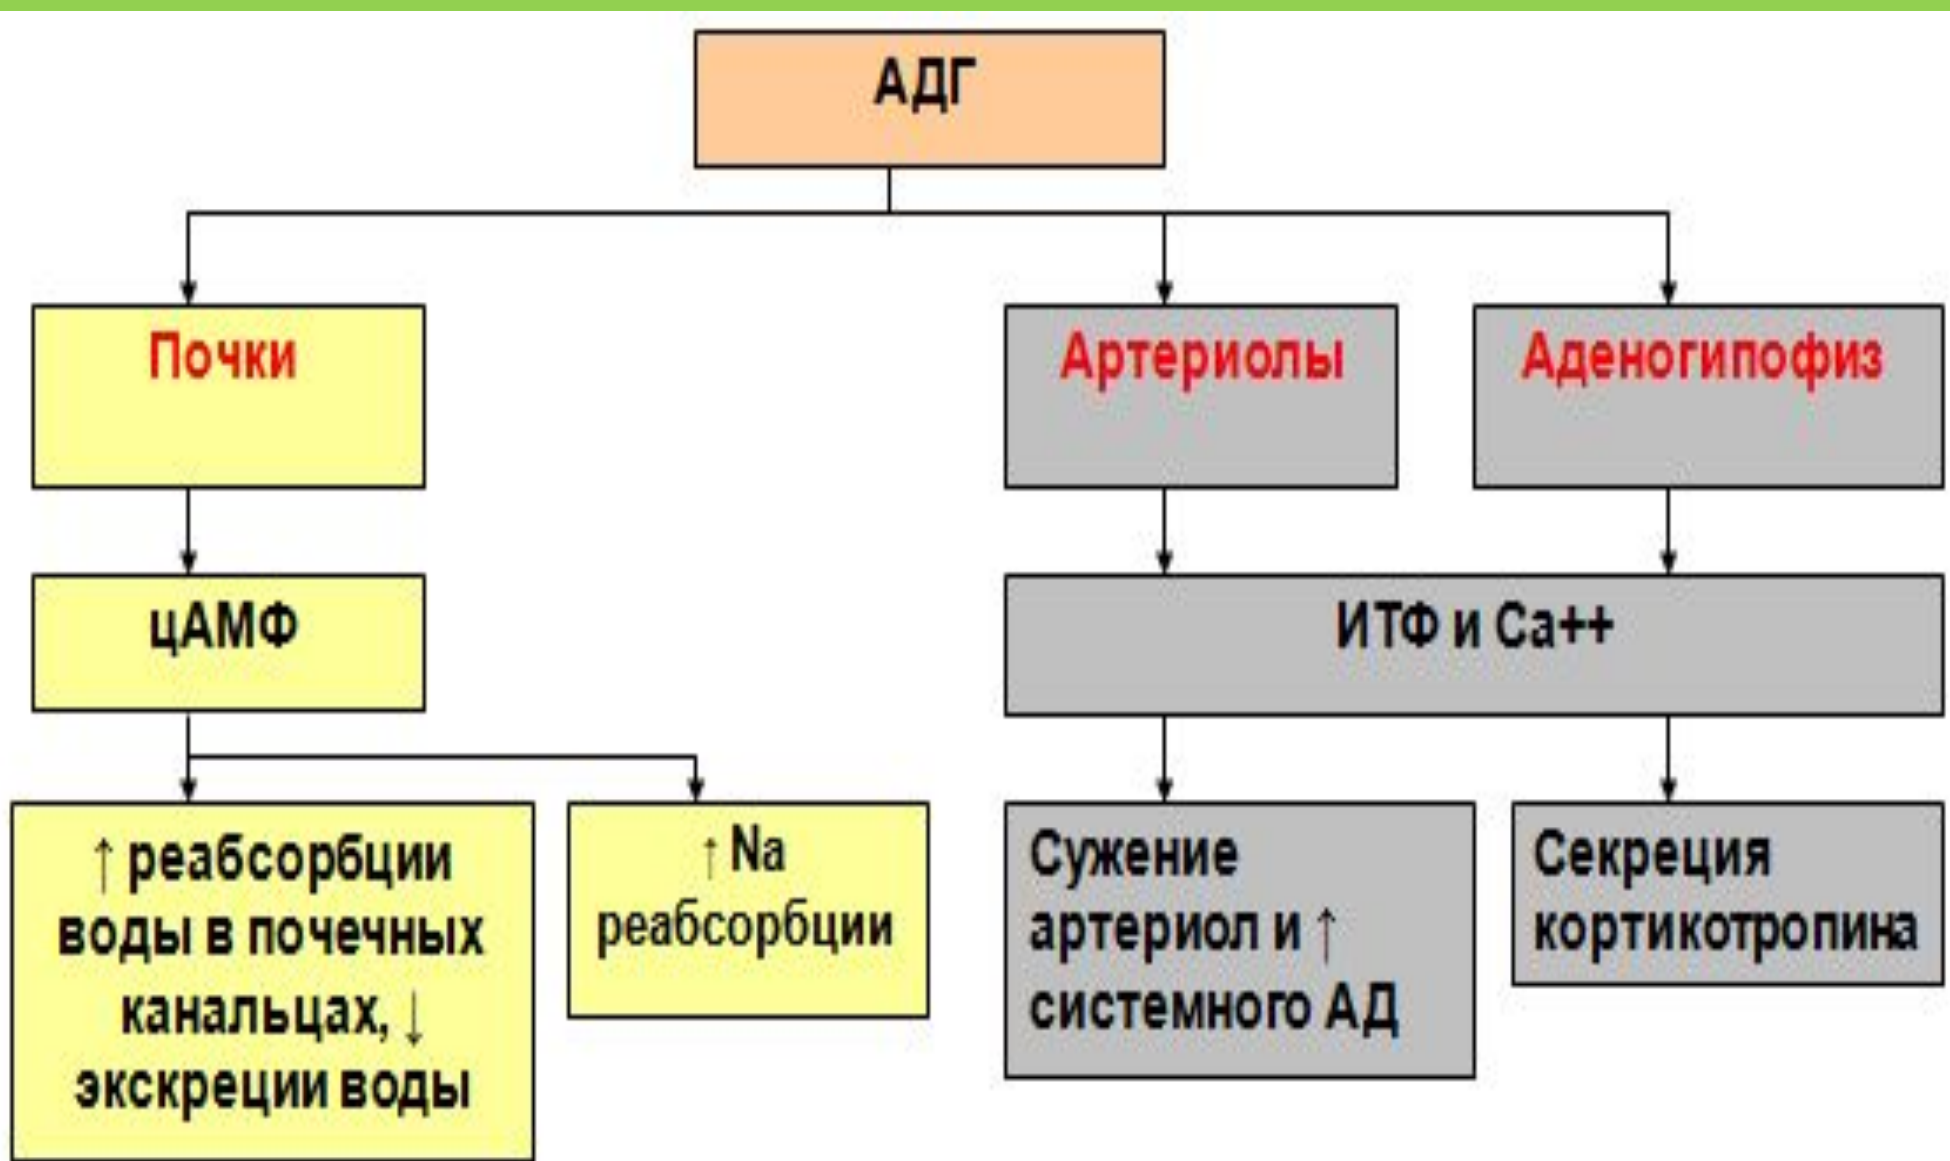 АДГ
Почки
Артериолы
Аденогипофиз
цАМФ
ИТФ и Са++
↑ реабсорбции
воды в почечных
канальцах, ↓
экскреции воды
↑ Na
реабсорбции
Сужение
артериол и ↑
системного АД
Секреция
кортикотропина